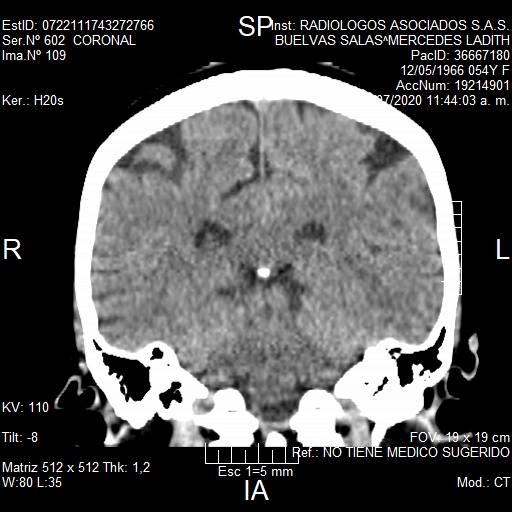 EstID: 0722111743272766
Ser.Nº 602 CORONAL
Ima.Nº 109
Ker.: H20s
SP
Inst: RADIOLOGOS ASOCIADOS S.A.S.
BUELVAS SALAS^MERCEDES LADITH
PacID: 36667180
12/05/1966 054Y F
AccNum: 19214901
07/2020 11:44:03 a. m.
R
L
KV: 110
Tilt: -8
Matriz 512 x 512 Thk: 1,2
W:80 L:35
Esc 1=5 mm
IA
FOV: 19 x 19 cm
Ref.: NO TIENE MEDICO SUGERIDO
Mod.: CT